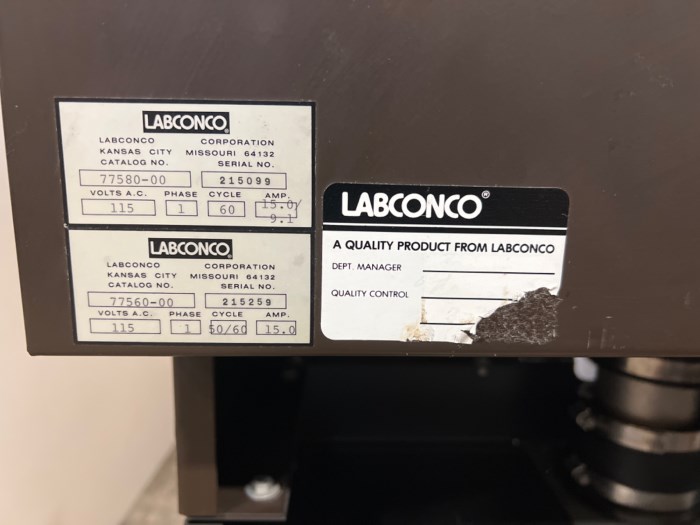 LABCONCO®
LABCONCO CORPORATION
KANSAS CITY MISSOURI 64132
CATALOG NO. SERIAL NO.
77580-00 215099
VOLTS A.C. PHASE CYCLE AMP.
115 1 60 15.0/
9.1
LABCONCO®
LABCONCO CORPORATION
KANSAS CITY MISSOURI 64132
CATALOG NO. SERIAL NO.
77560-00 215259
VOLTS A.C. PHASE CYCLE AMP.
115 1 50/60 15.0
LABCONCO®
A QUALITY PRODUCT FROM LABCONCO
DEPT. MANAGER
QUALITY CONTROL